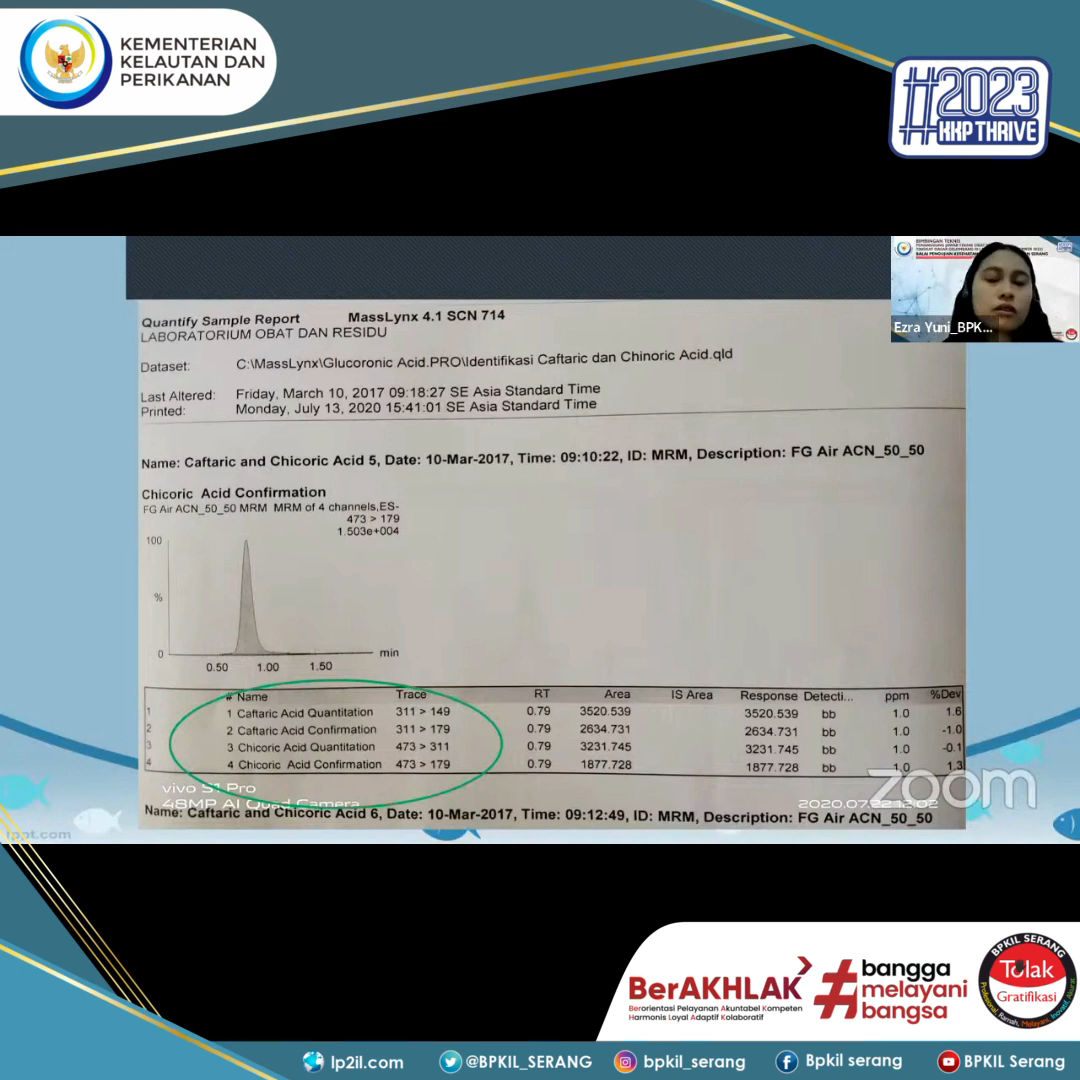 KEMENTERIAN
KELAUTAN DAN
PERIKANAN
#2023
KKP THRIVE
BIMBINGAN TEKNIS
Ezra Yuni_BPK...
Quantify Sample Report MassLynx 4.1 SCN 714
LABORATORIUM OBAT DAN RESIDU
Dataset: C:\MassLynx\Glucoronic Acid.PRO\Identifikasi Caftaric dan Chinoric Acid.qld
Last Altered: Friday, March 10, 2017 09:18:27 SE Asia Standard Time
Printed: Monday, July 13, 2020 15:41:01 SE Asia Standard Time
Name: Caftaric and Chicoric Acid 5, Date: 10-Mar-2017, Time: 09:10:22, ID: MRM, Description: FG Air ACN_50_50
Chicoric Acid Confirmation
FG Air ACN_50_50 MRM MRM of 4 channels,ES-
473 > 179
1.503e+004
100
%
0
min
0.50 1.00 1.50
# Name Trace RT Area IS Area Response Detecti... ppm %Dev
1 1 Caftaric Acid Quantitation 311 > 149 0.79 3520.539 3520.539 bb 1.0 1.6
2 2 Caftaric Acid Confirmation 311 > 179 0.79 2634.731 2634.731 bb 1.0 -1.0
3 3 Chicoric Acid Quantitation 473 > 311 0.79 3231.745 3231.745 bb 1.0 -0.1
4 4 Chicoric Acid Confirmation 473 > 179 0.79 1877.728 1877.728 bb 1.0 1.3
vivo S1 Pro
48MP AI Quad Camera
2020.07.22 12:02
zoom
Name: Caftaric and Chicoric Acid 6, Date: 10-Mar-2017, Time: 09:12:49, ID: MRM, Description: FG Air ACN_50_50
BerAKHLAK
Berorientasi Pelayanan Akuntabel Kompeten
Harmonis Loyal Adaptif Kolaboratif
#bangga
melayani
bangsa
BPKIL SERANG
Tolak
Gratifikasi
Profesional, Ramah, Melayani, Inovatif, Akurat
lp2il.com @BPKIL_SERANG bpkil_serang Bpkil serang BPKIL Serang